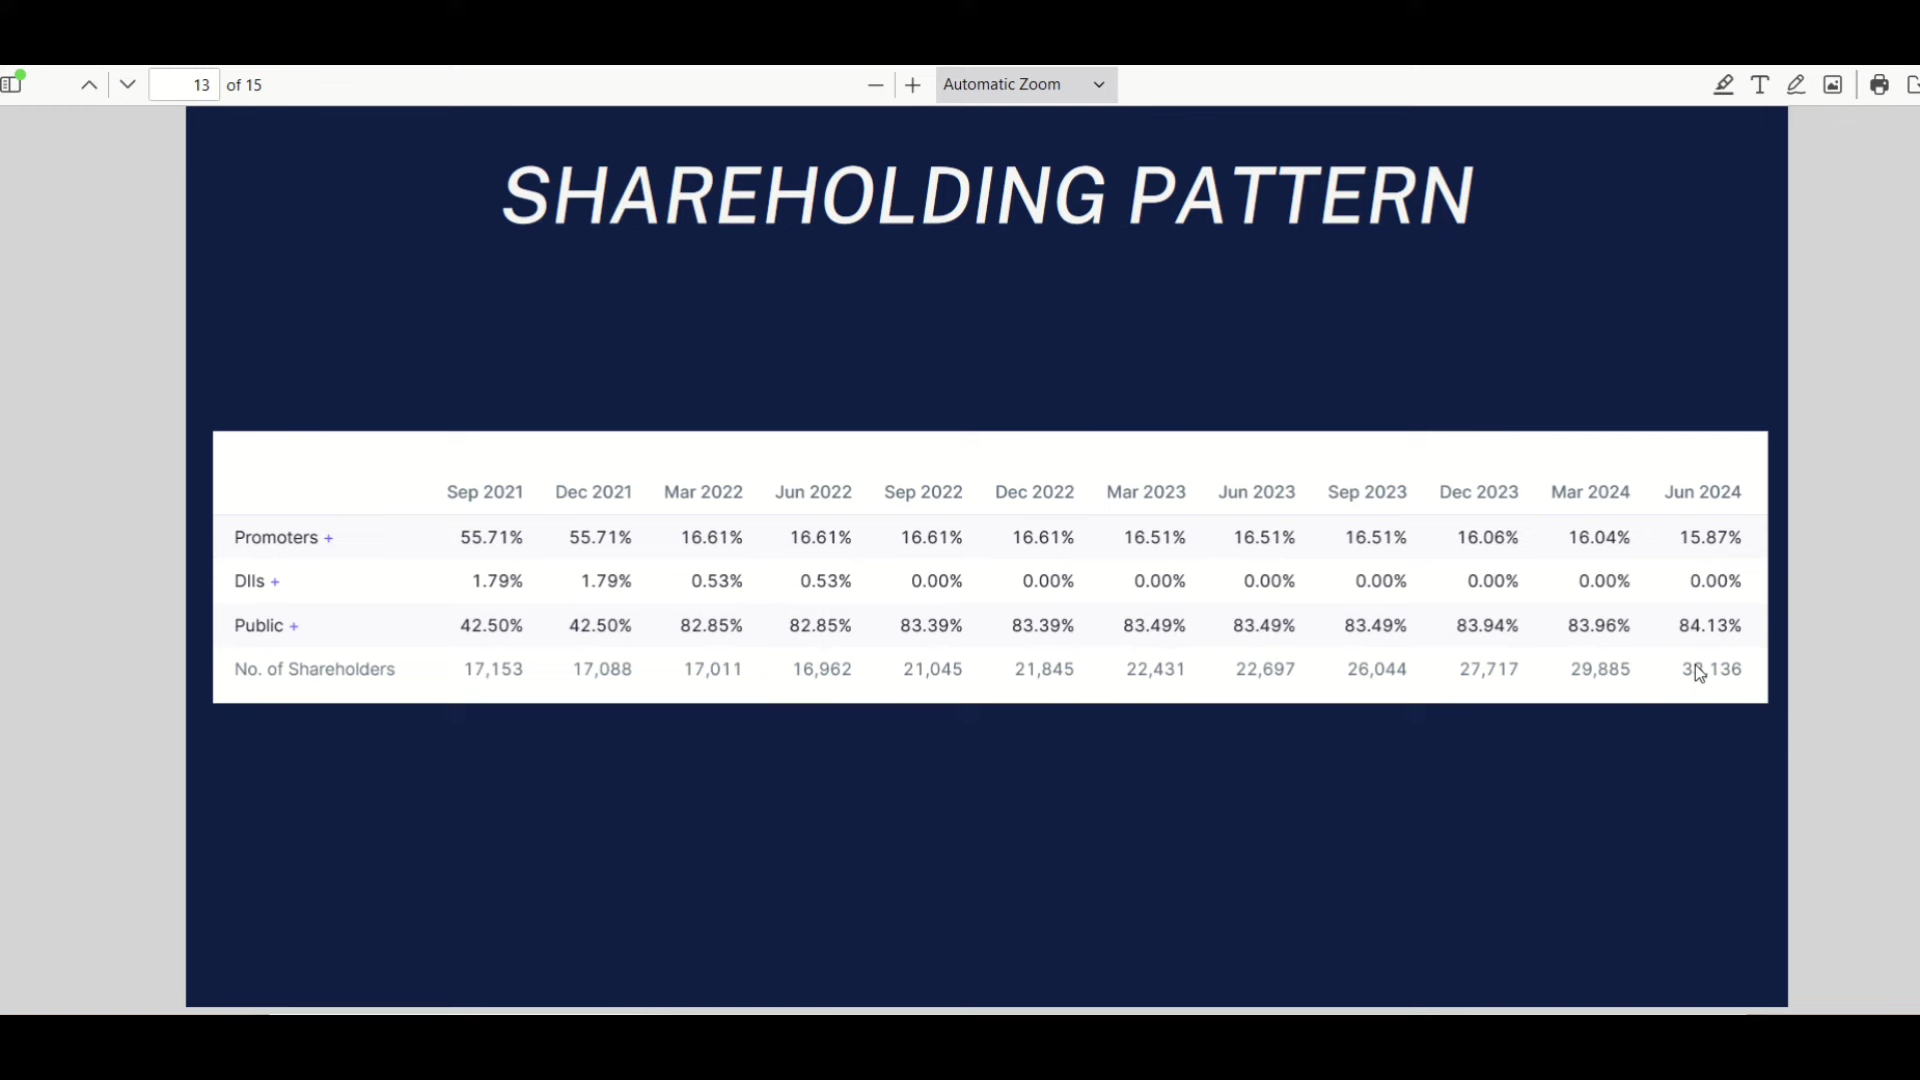 13 of 15 Automatic Zoom
SHAREHOLDING PATTERN
Sep 2021 Dec 2021 Mar 2022 Jun 2022 Sep 2022 Dec 2022 Mar 2023 Jun 2023 Sep 2023 Dec 2023 Mar 2024 Jun 2024
Promoters + 55.71% 55.71% 16.61% 16.61% 16.61% 16.61% 16.51% 16.51% 16.51% 16.06% 16.04% 15.87%
DIIs + 1.79% 1.79% 0.53% 0.53% 0.00% 0.00% 0.00% 0.00% 0.00% 0.00% 0.00% 0.00%
Public + 42.50% 42.50% 82.85% 82.85% 83.39% 83.39% 83.49% 83.49% 83.49% 83.94% 83.96% 84.13%
No. of Shareholders 17,153 17,088 17,011 16,962 21,045 21,845 22,431 22,697 26,044 27,717 29,885